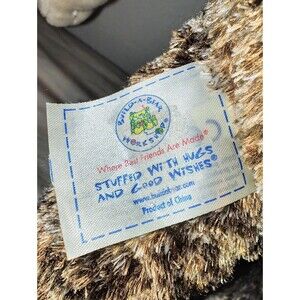 BUILD-A-BEAR
WORKSHOP
Where Best Friends Are Made®
STUFFED WITH HUGS
AND GOOD WISHES®
www.buildabear.com
Product of China